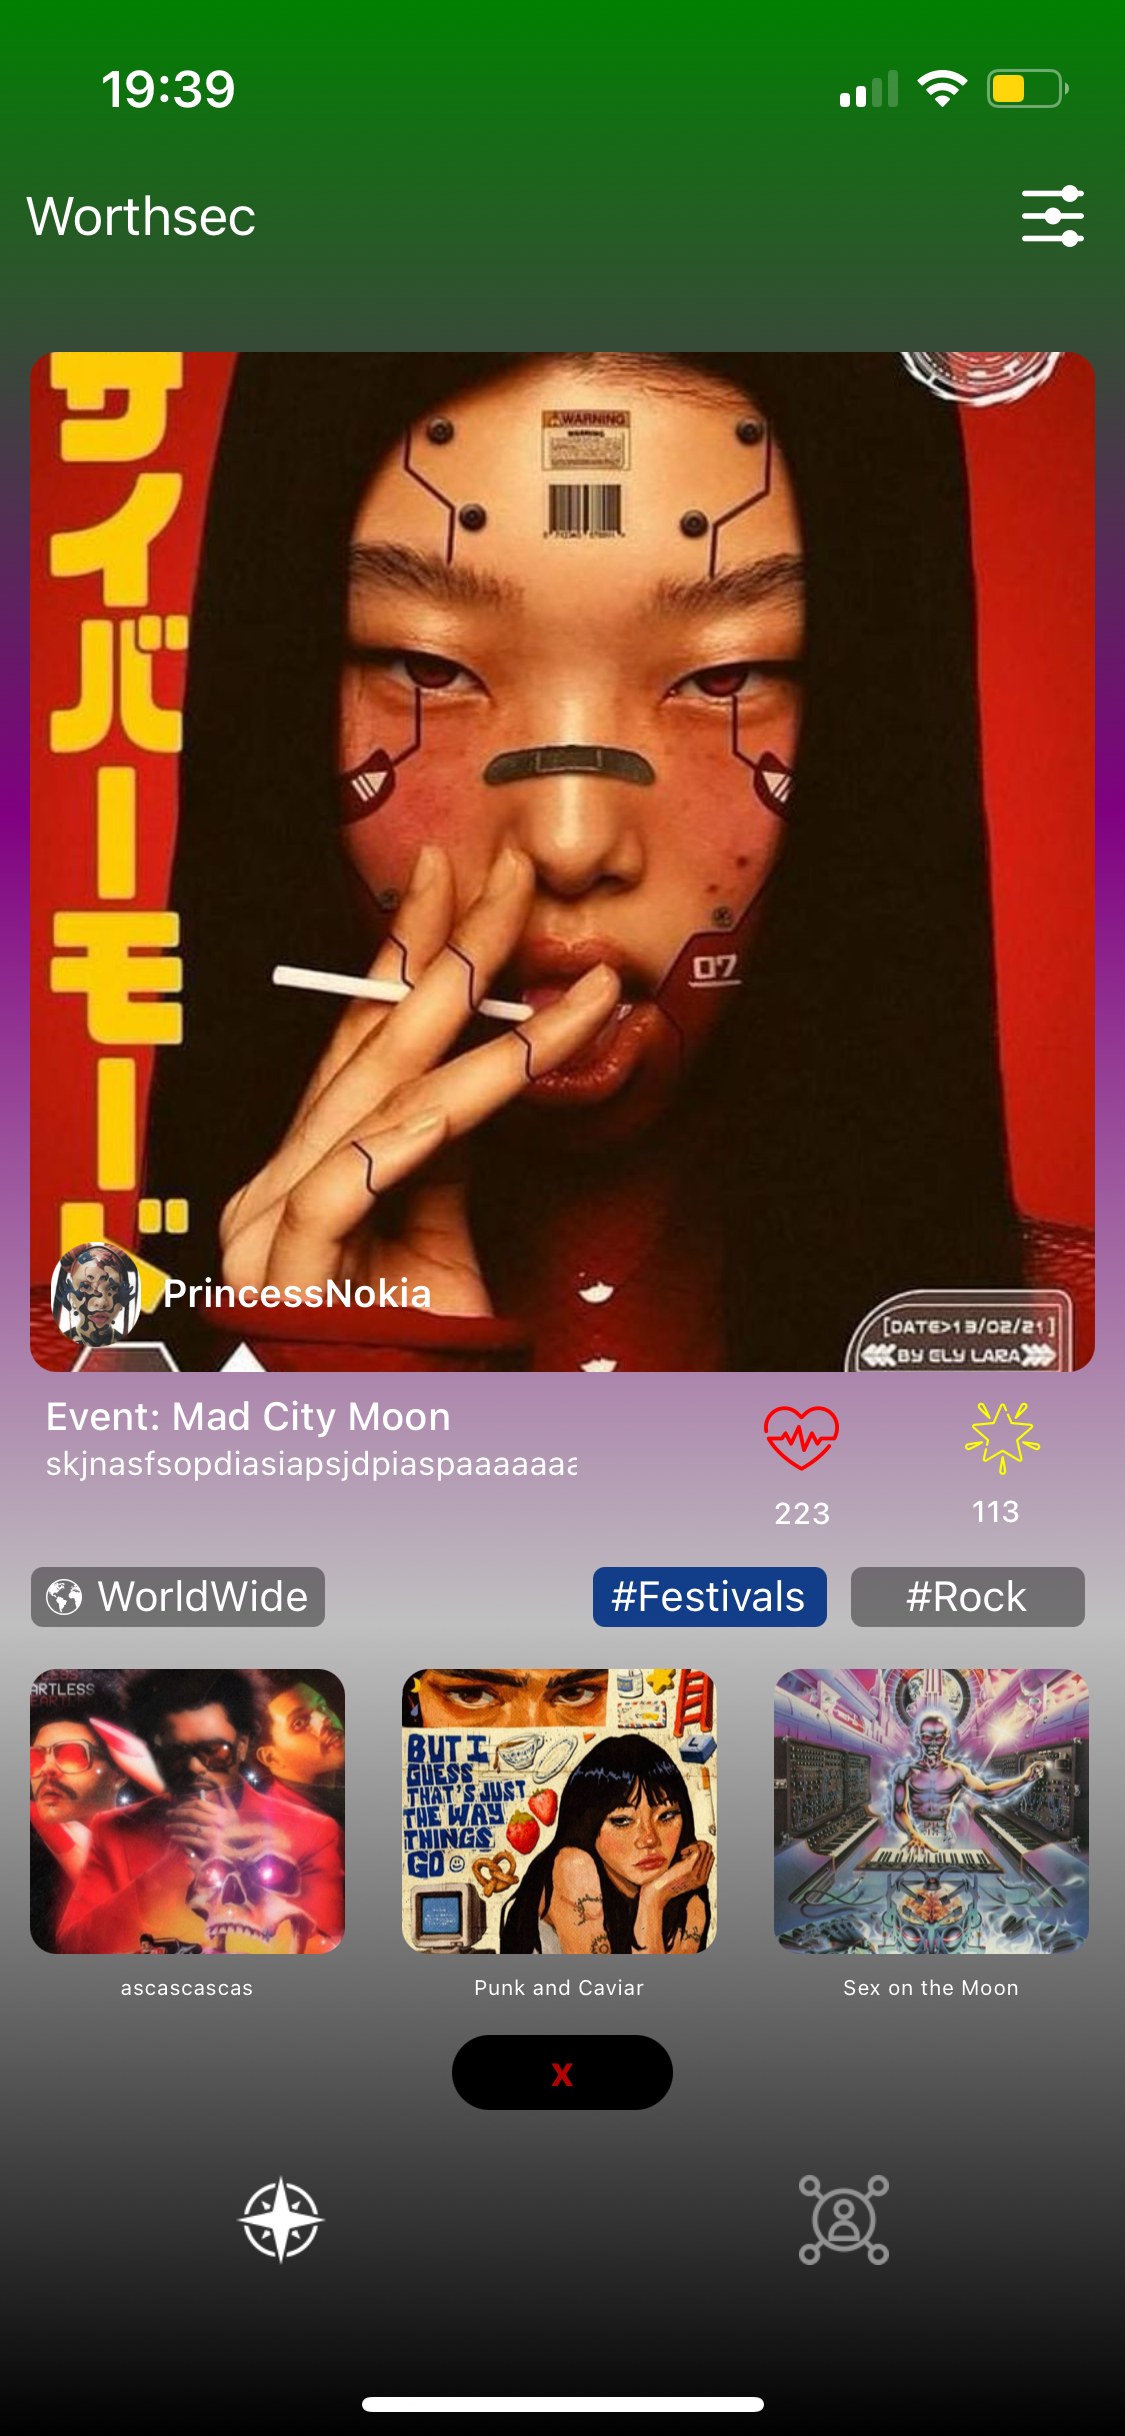 19:39
Worthsec
サイバーモード
WARNING
WARNING
07
PrincessNokia
[DATE>13/02/21]
BY ELY LARA
Event: Mad City Moon
skjnasfsopdiasiapsjdpiaspaaaaaaa
223
113
WorldWide
#Festivals
#Rock
ARTLESS
BUT I
GUESS
THAT'S JUST
THE WAY
THINGS
GO
ascascascas
Punk and Caviar
Sex on the Moon
x